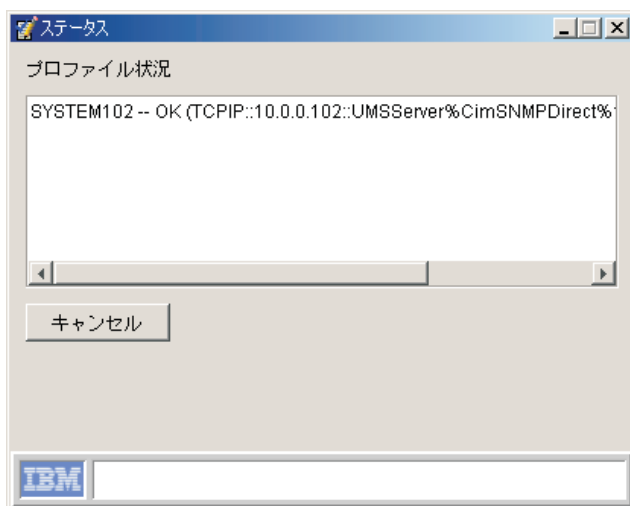 ステータス
プロファイル状況
SYSTEM102 -- OK (TCPIP::10.0.0.102::UMSServer%CimSNMPDirect%
キャンセル
IBM